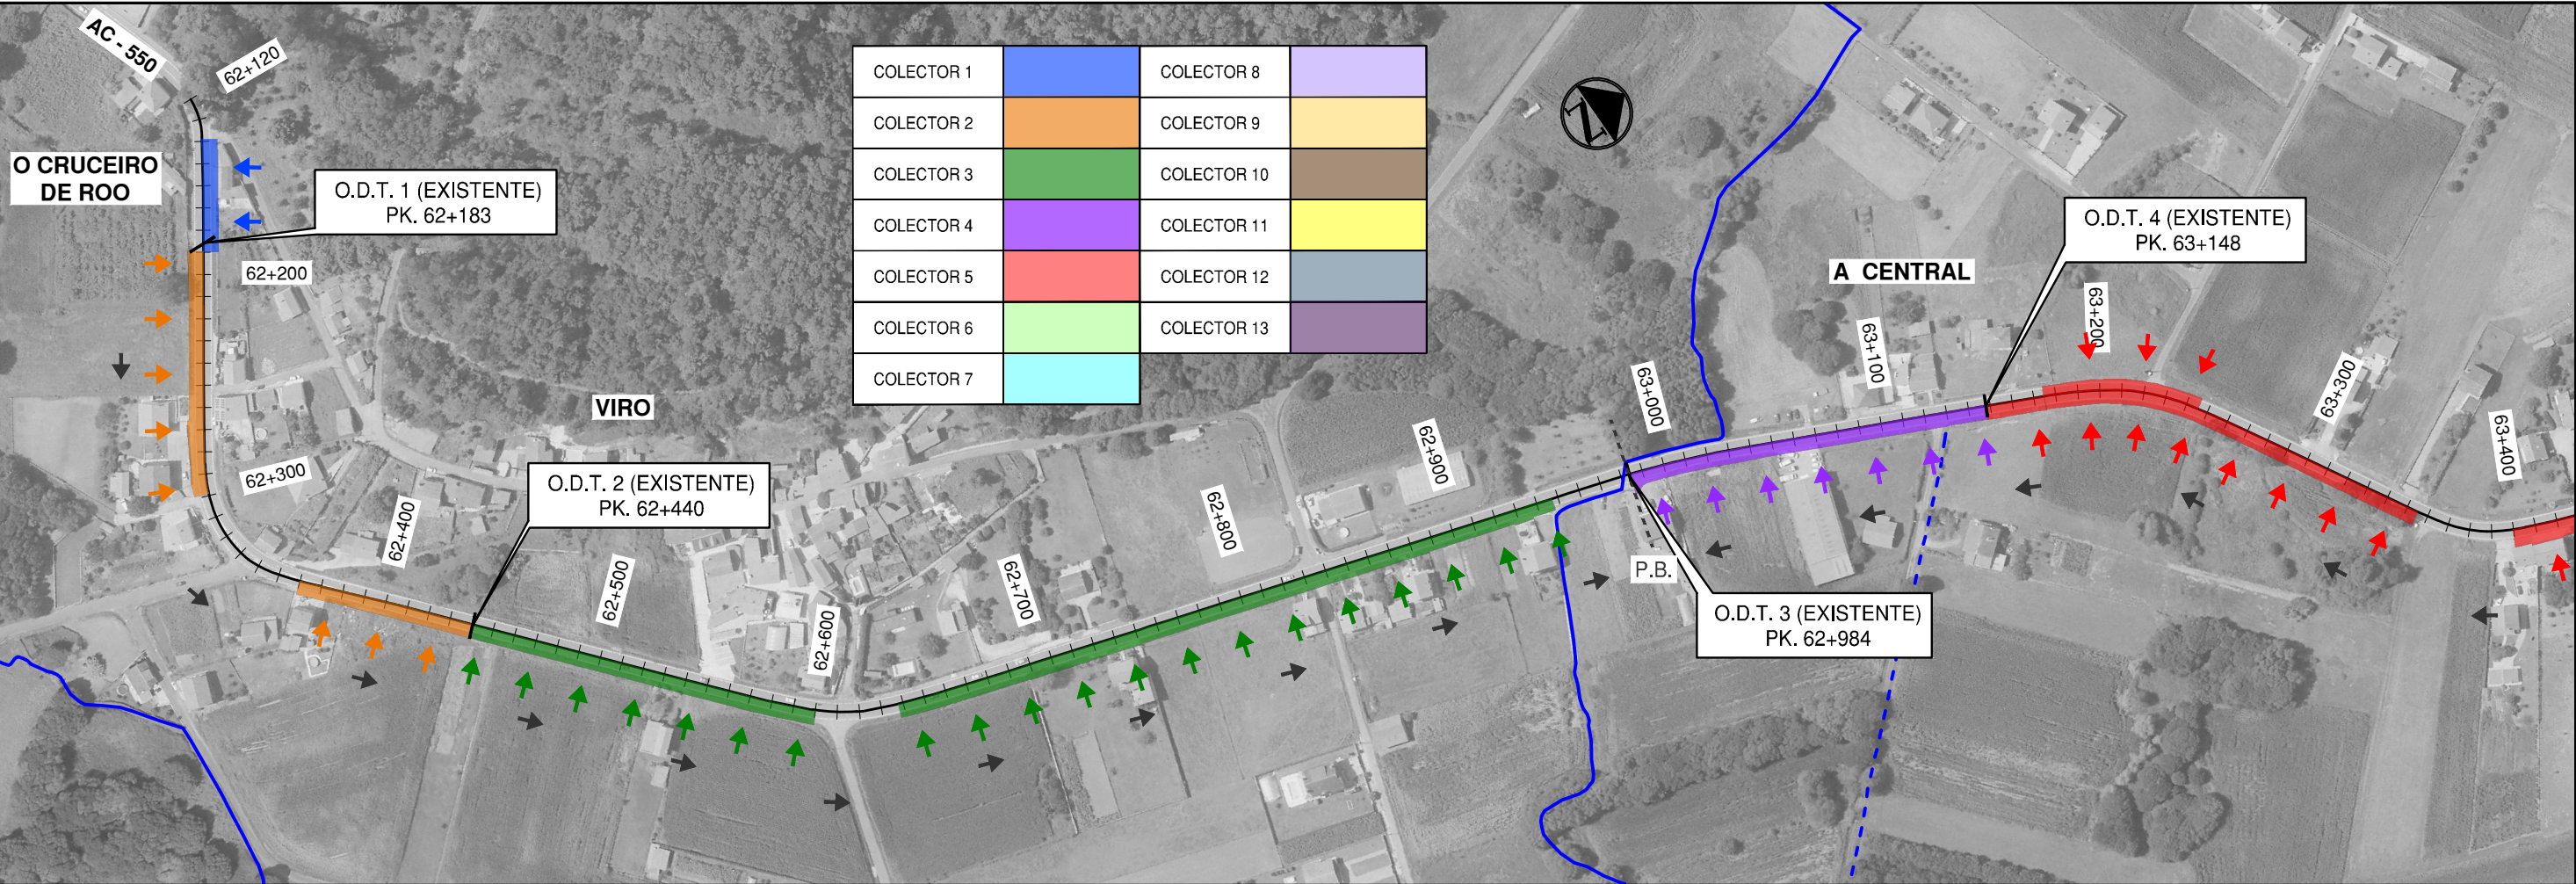 AC - 550
62+120
O CRUCEIRO
DE ROO
O.D.T. 1 (EXISTENTE)
PK. 62+183
62+200
62+300
62+400
VIRO
O.D.T. 2 (EXISTENTE)
PK. 62+440
62+500
62+600
62+700
62+800
62+900
COLECTOR 1
COLECTOR 8
COLECTOR 2
COLECTOR 9
COLECTOR 3
COLECTOR 10
COLECTOR 4
COLECTOR 11
COLECTOR 5
COLECTOR 12
COLECTOR 6
COLECTOR 13
COLECTOR 7
N
63+000
P.B.
O.D.T. 3 (EXISTENTE)
PK. 62+984
A CENTRAL
63+100
O.D.T. 4 (EXISTENTE)
PK. 63+148
63+200
63+300
63+400